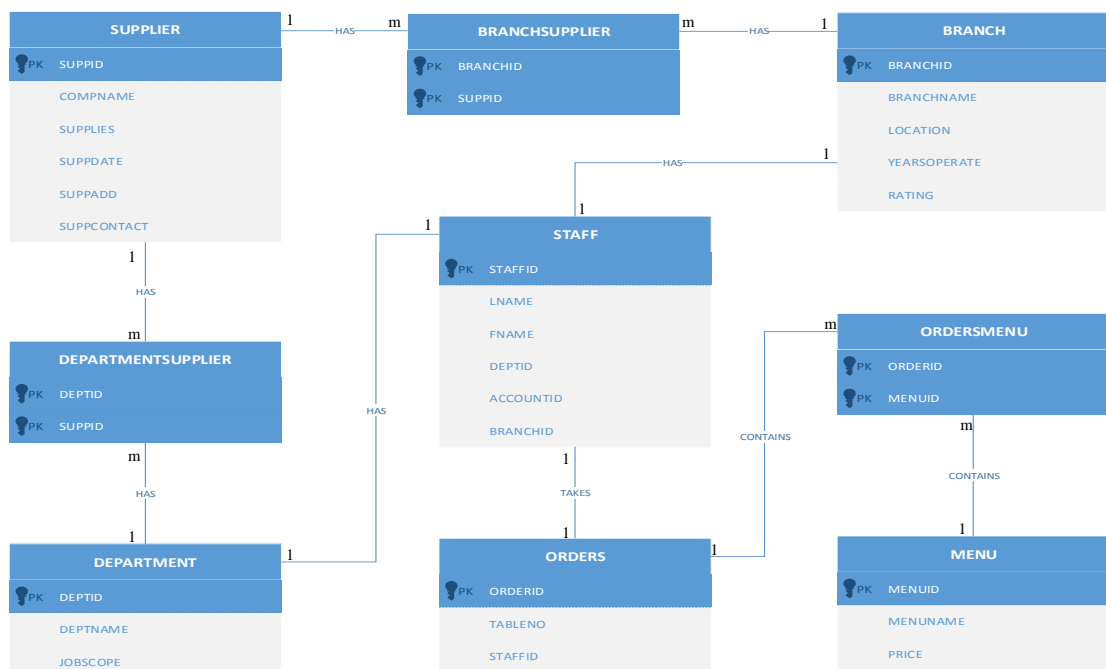 SUPPLIER
PK SUPPID
COMPNAME
SUPPLIES
SUPPDATE
SUPPADD
SUPPCONTACT
1
HAS
m
BRANCHSUPPLIER
PK BRANCHID
PK SUPPID
m
HAS
1
BRANCH
PK BRANCHID
BRANCHNAME
LOCATION
YEARSOPERATE
RATING
1
HAS
1
STAFF
PK STAFFID
LNAME
FNAME
DEPTID
ACCOUNTID
BRANCHID
1
HAS
m
DEPARTMENTSUPPLIER
PK DEPTID
PK SUPPID
m
HAS
1
DEPARTMENT
PK DEPTID
DEPTNAME
JOBSCOPE
1
HAS
1
1
TAKES
1
ORDERS
PK ORDERID
TABLENO
STAFFID
1
CONTAINS
m
ORDERSMENU
PK ORDERID
PK MENUID
m
CONTAINS
1
MENU
PK MENUID
MENUNAME
PRICE